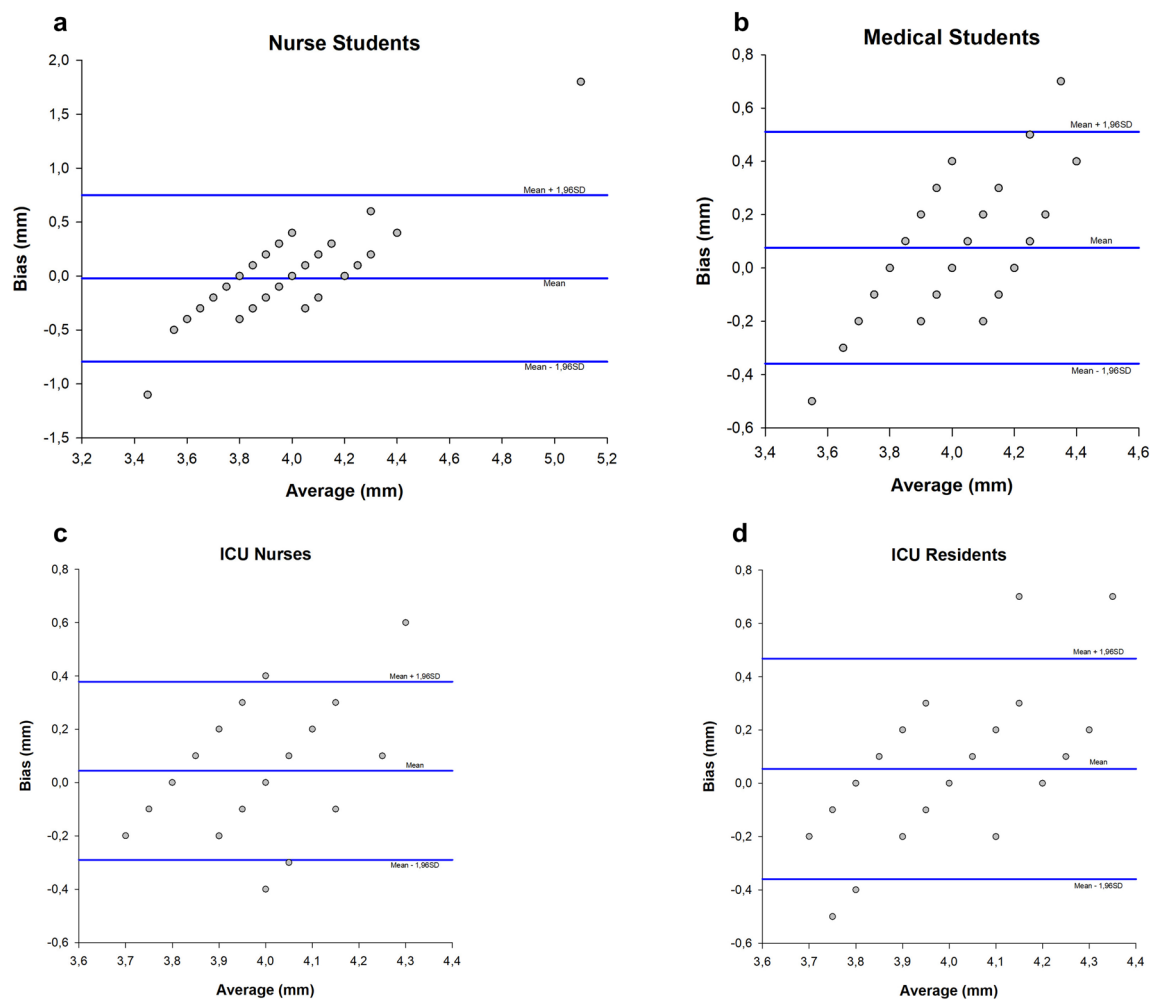 a
Nurse Students
2,0
1,5
1,0
0,5
0,0
-0,5
-1,0
-1,5
Bias (mm)
Mean + 1,96SD
Mean
Mean - 1,96SD
3,2 3,4 3,6 3,8 4,0 4,2 4,4 4,6 4,8 5,0 5,2
Average (mm)
b
Medical Students
0,8
0,6
0,4
0,2
0,0
-0,2
-0,4
-0,6
Bias (mm)
Mean + 1,96SD
Mean
Mean - 1,96SD
3,4 3,6 3,8 4,0 4,2 4,4 4,6
Average (mm)
c
ICU Nurses
0,8
0,6
0,4
0,2
0,0
-0,2
-0,4
-0,6
Bias (mm)
Mean + 1,96SD
Mean
Mean - 1,96SD
3,6 3,7 3,8 3,9 4,0 4,1 4,2 4,3 4,4
Average (mm)
d
ICU Residents
0,8
0,6
0,4
0,2
0,0
-0,2
-0,4
-0,6
Bias (mm)
Mean + 1,96SD
Mean
Mean - 1,96SD
3,6 3,7 3,8 3,9 4,0 4,1 4,2 4,3 4,4
Average (mm)